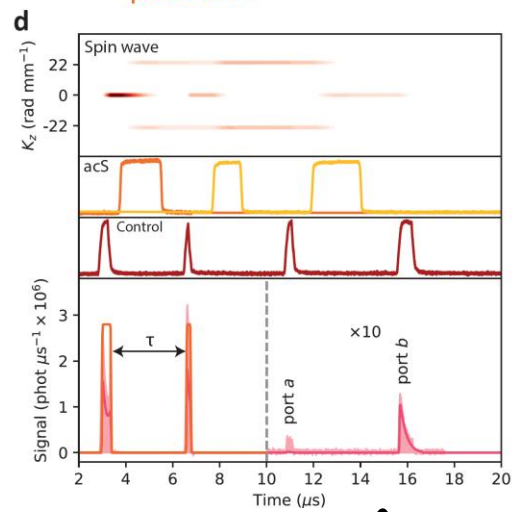 d
Spin wave
22
0
-22
K_z (rad mm⁻¹)
acS
Control
Signal (phot μs⁻¹ × 10⁶)
3
2
1
0
τ
×10
port a
port b
2 4 6 8 10 12 14 16 18 20
Time (μs)